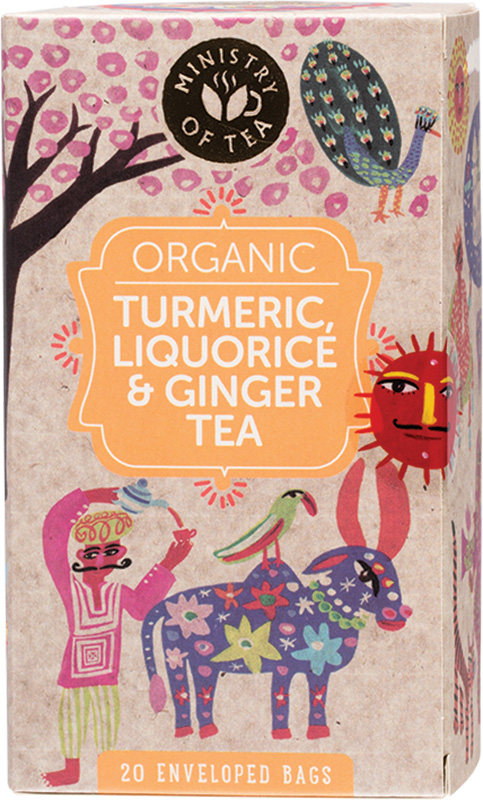 MINISTRY
OF TEA
ORGANIC
TURMERIC,
LIQUORICE
& GINGER
TEA
20 ENVELOPED BAGS